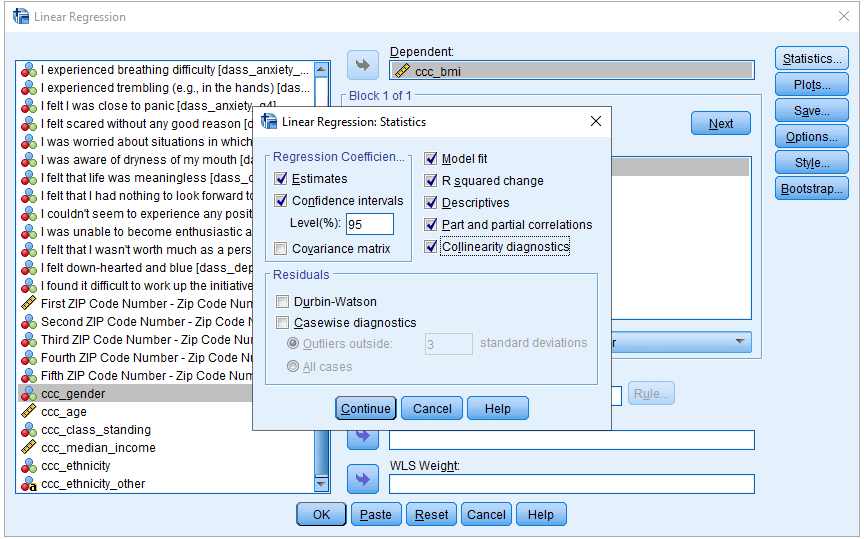 Linear Regression
I experienced breathing difficulty [dass_anxiety_...
I experienced trembling (e.g., in the hands) [das...
I felt I was close to panic [dass_anxiety_q4]
I felt scared without any good reason [d
I was worried about situations in which
I was aware of dryness of my mouth [d
I felt that life was meaningless [dass_d
I felt that I had nothing to look forward to
I couldn't seem to experience any posit
I was unable to become enthusiastic a
I felt that I wasn't worth much as a pers
I felt down-hearted and blue [dass_dep
I found it difficult to work up the initiative
First ZIP Code Number - Zip Code Num
Second ZIP Code Number - Zip Code
Third ZIP Code Number - Zip Code Nu
Fourth ZIP Code Number - Zip Code Nu
Fifth ZIP Code Number - Zip Code Num
ccc_gender
ccc_age
ccc_class_standing
ccc_median_income
ccc_ethnicity
ccc_ethnicity_other
Dependent:
ccc_bmi
Block 1 of 1
Next
Statistics...
Plots...
Save...
Options...
Style...
Bootstrap...
Linear Regression: Statistics
Regression Coefficien...
Estimates
Confidence intervals
Level(%): 95
Covariance matrix
Model fit
R squared change
Descriptives
Part and partial correlations
Collinearity diagnostics
Residuals
Durbin-Watson
Casewise diagnostics
Outliers outside: 3 standard deviations
All cases
Continue Cancel Help
r
Rule...
WLS Weight:
OK Paste Reset Cancel Help